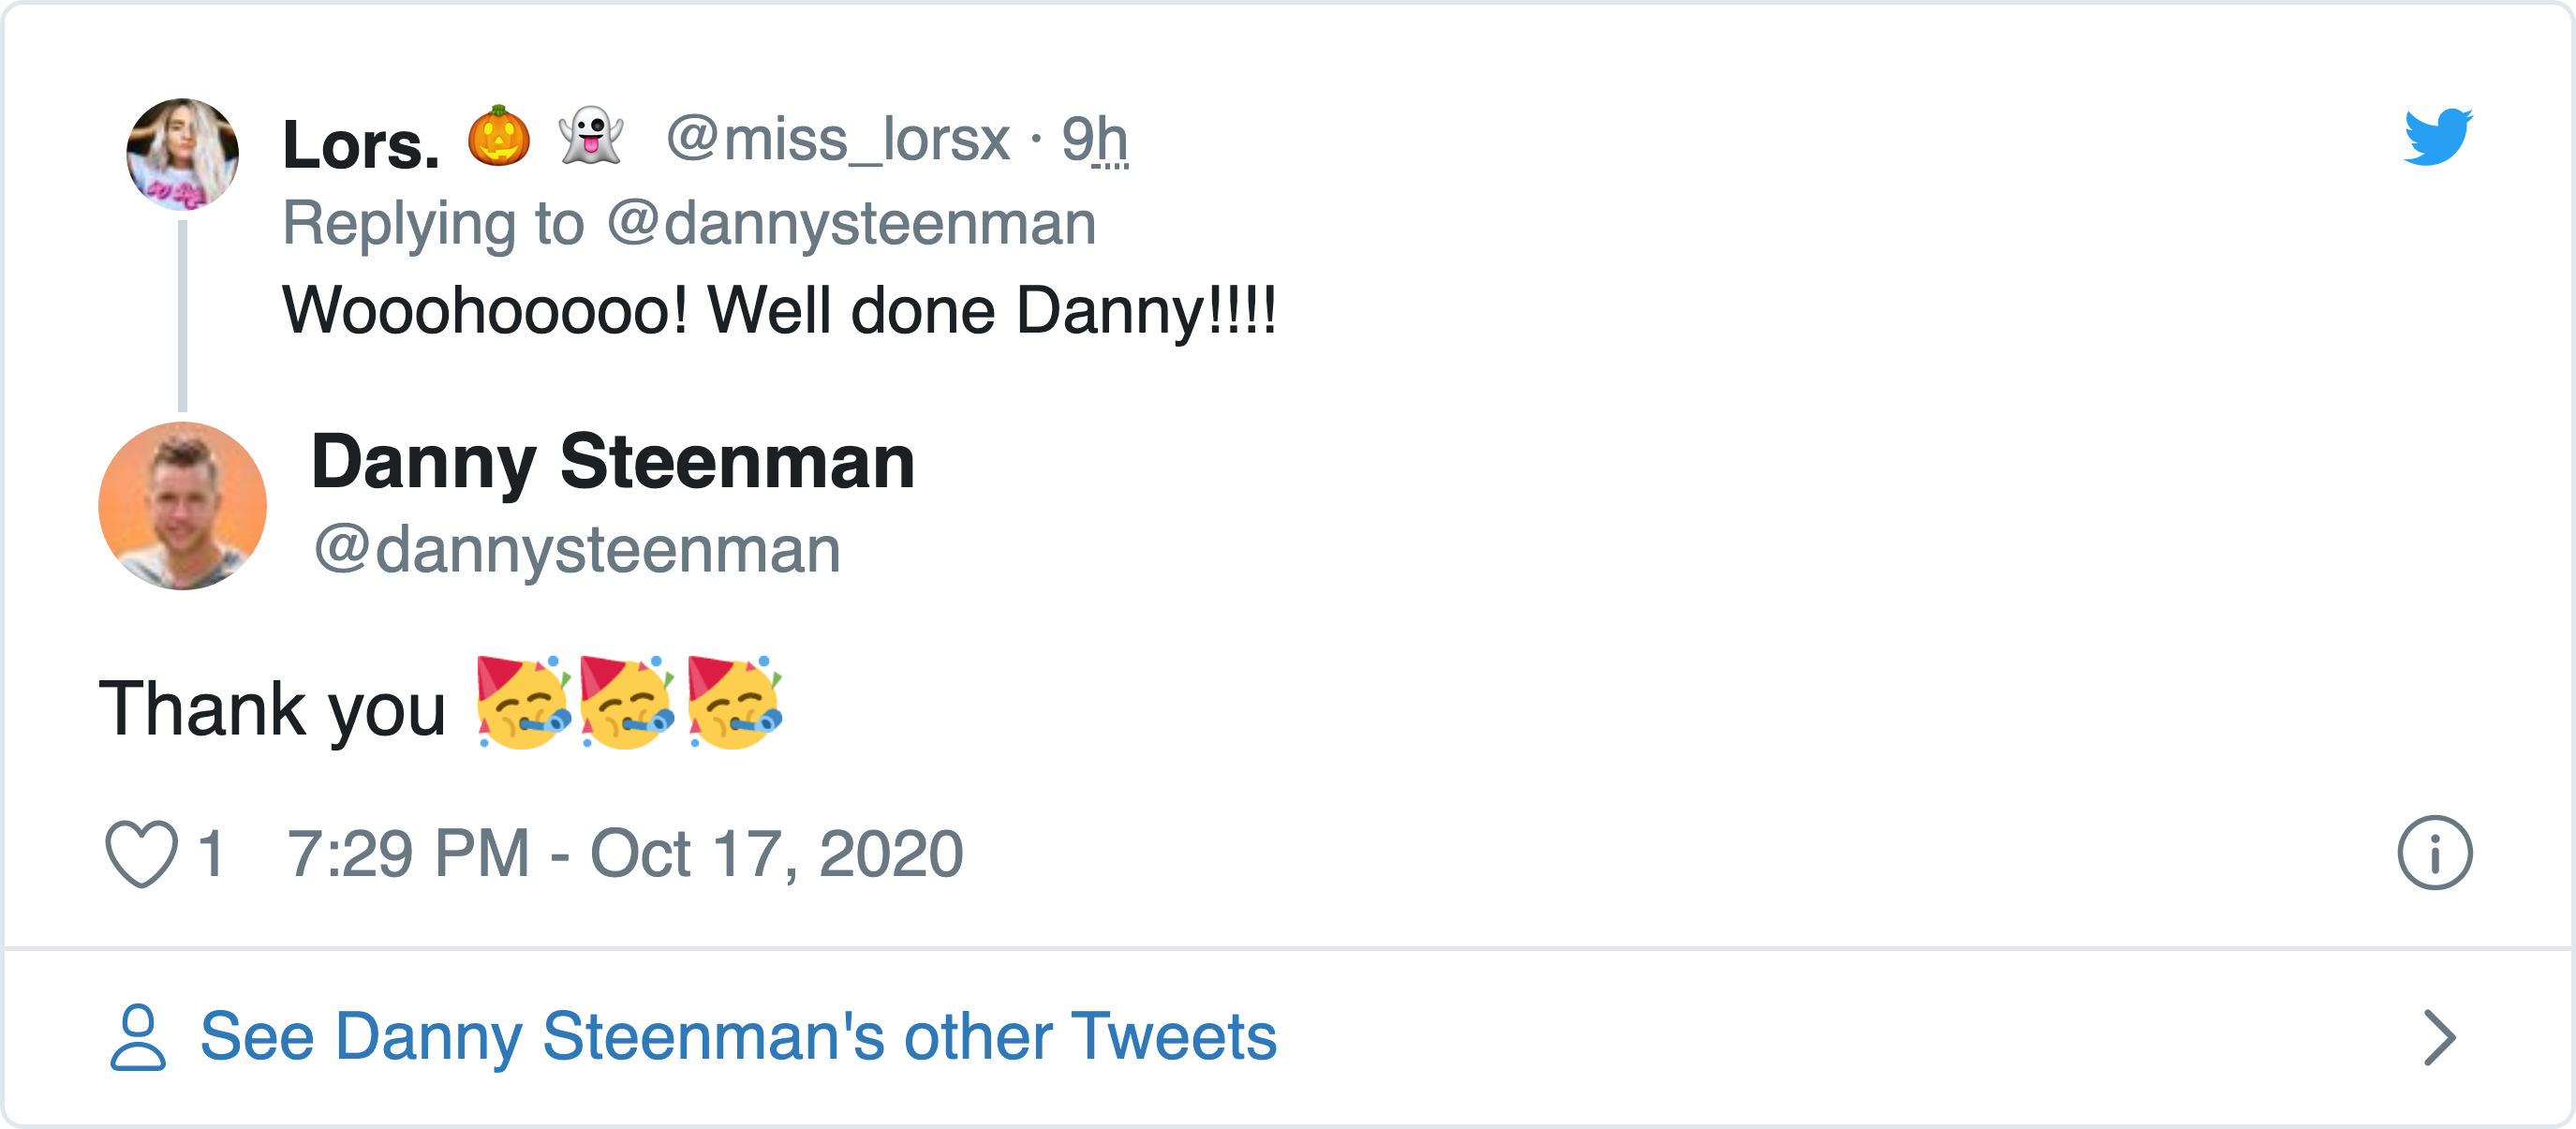 Lors. 🎃 👻 @miss_lorsx · 9h
Replying to @dannysteenman
Wooohooooo! Well done Danny!!!!
Danny Steenman
@dannysteenman
Thank you 🥳🥳🥳
1 7:29 PM - Oct 17, 2020
See Danny Steenman's other Tweets